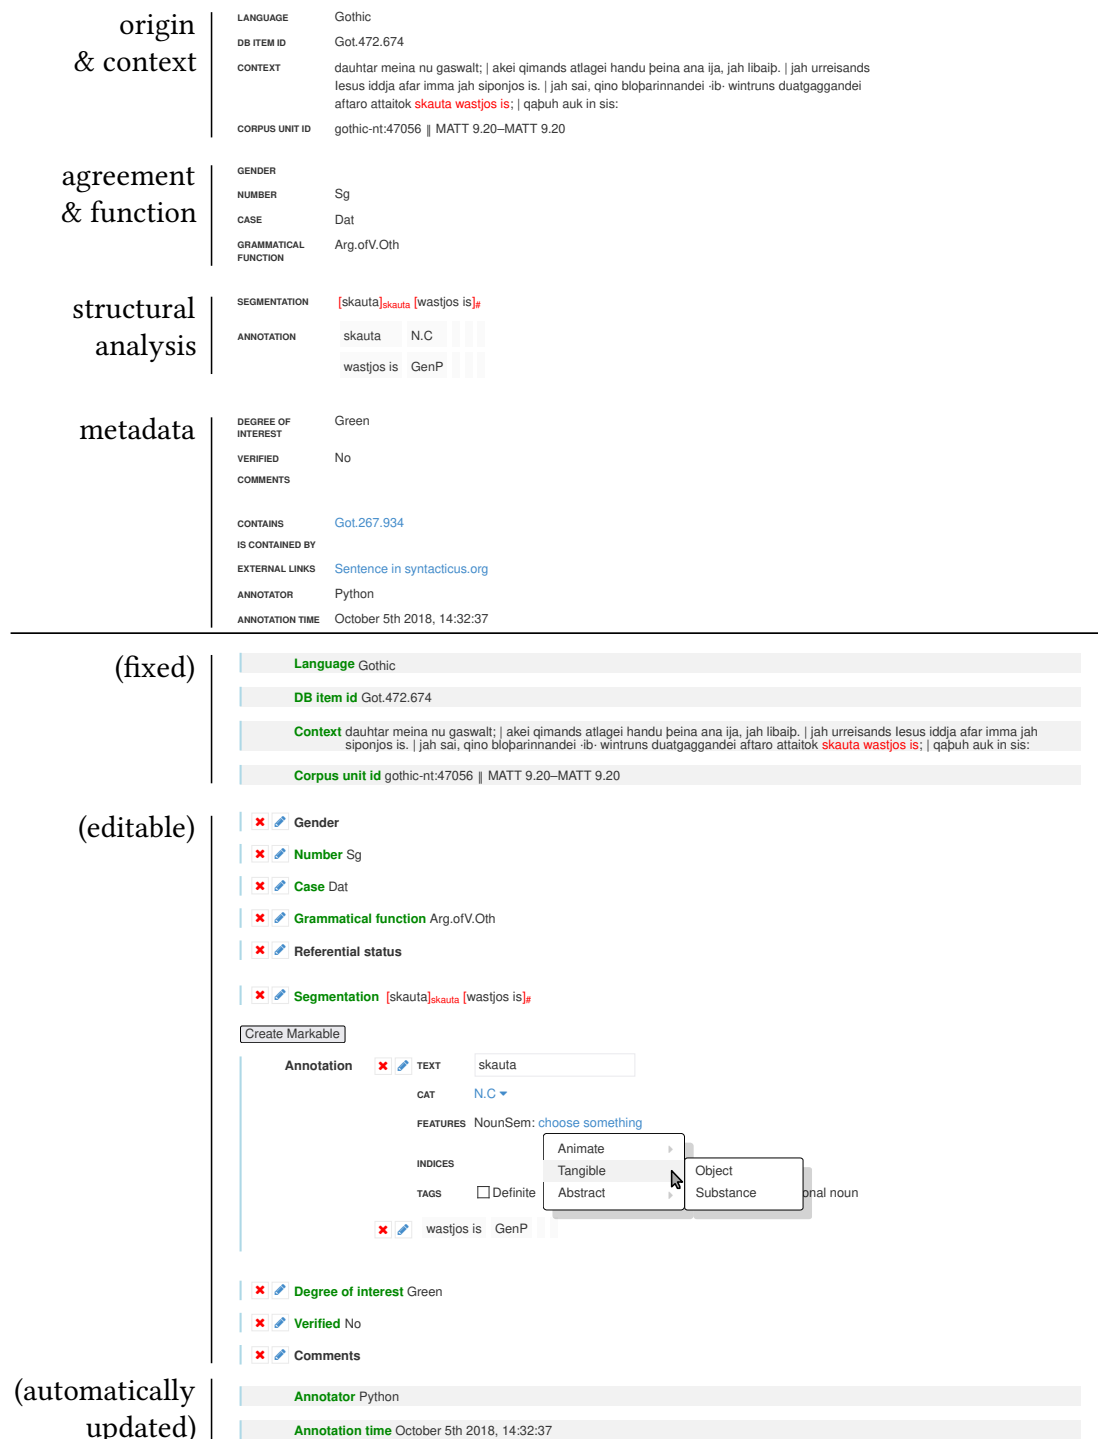 origin
& context
LANGUAGE Gothic
DB ITEM ID Got.472.674
CONTEXT dauhtar meina nu gaswalt; | akei qimands atlagei handu þeina ana ija, jah libaiþ. | jah urreisands
Iesus iddja afar imma jah siponjos is. | jah sai, qino bloþarinnandei ·ib· wintruns duatgaggandei
aftaro attaitok skauta wastjos is; | qaþuh auk in sis:
CORPUS UNIT ID gothic-nt:47056 ‖ MATT 9.20–MATT 9.20
agreement
& function
GENDER
NUMBER Sg
CASE Dat
GRAMMATICAL
FUNCTION Arg.ofV.Oth
structural
analysis
SEGMENTATION [skauta]skauta [wastjos is]#
ANNOTATION skauta N.C
wastjos is GenP
metadata
DEGREE OF
INTEREST Green
VERIFIED No
COMMENTS
CONTAINS Got.267.934
IS CONTAINED BY
EXTERNAL LINKS Sentence in syntacticus.org
ANNOTATOR Python
ANNOTATION TIME October 5th 2018, 14:32:37
(fixed)
Language Gothic
DB item id Got.472.674
Context dauhtar meina nu gaswalt; | akei qimands atlagei handu þeina ana ija, jah libaiþ. | jah urreisands Iesus iddja afar imma jah
siponjos is. | jah sai, qino bloþarinnandei ·ib· wintruns duatgaggandei aftaro attaitok skauta wastjos is; | qaþuh auk in sis:
Corpus unit id gothic-nt:47056 ‖ MATT 9.20–MATT 9.20
(editable)
Gender
Number Sg
Case Dat
Grammatical function Arg.ofV.Oth
Referential status
Segmentation [skauta]skauta [wastjos is]#
Create Markable
Annotation TEXT skauta
CAT N.C
FEATURES NounSem: choose something
Animate
INDICES
Tangible Object
TAGS Definite Abstract Substance onal noun
wastjos is GenP
Degree of interest Green
Verified No
Comments
(automatically
updated)
Annotator Python
Annotation time October 5th 2018, 14:32:37